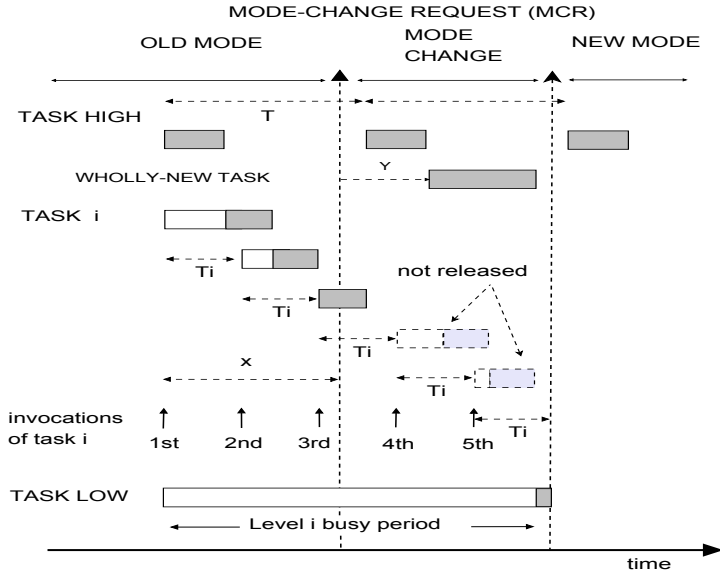 MODE-CHANGE REQUEST (MCR)
OLD MODE
MODE
CHANGE
NEW MODE
TASK HIGH
T
WHOLLY-NEW TASK
Y
TASK i
Ti
not released
Ti
Ti
x
Ti
invocations
of task i
1st
2nd
3rd
4th
5th
Ti
TASK LOW
Level i busy period
time